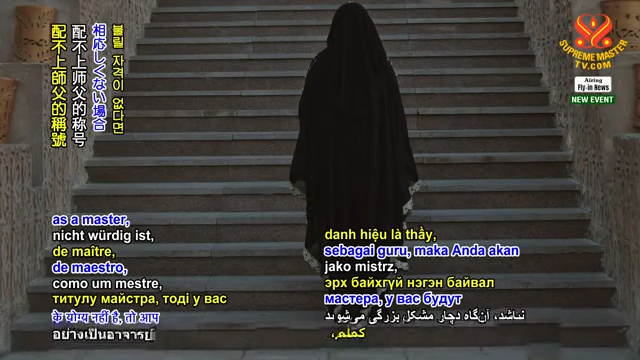 配不上師父的稱號
配不上师父的称号
相応しくない場合
불릴 자격이 없다면
SUPREME MASTER
TV.COM
Airing
Fly-in News
NEW EVENT
as a master,
nicht würdig ist,
de maître,
de maestro,
como um mestre,
титулу майстра, тоді у вас
के योग्य नहीं है, तो आप
อย่างเป็นอาจารย์
danh hiệu là thầy,
sebagai guru, maka Anda akan
jako mistrz,
эрх байхгүй нэгэн байвал
мастера, у вас будут
نباشد، آن‌گاه دچار مشکل بزرگی می‌شوند
كمعلم،